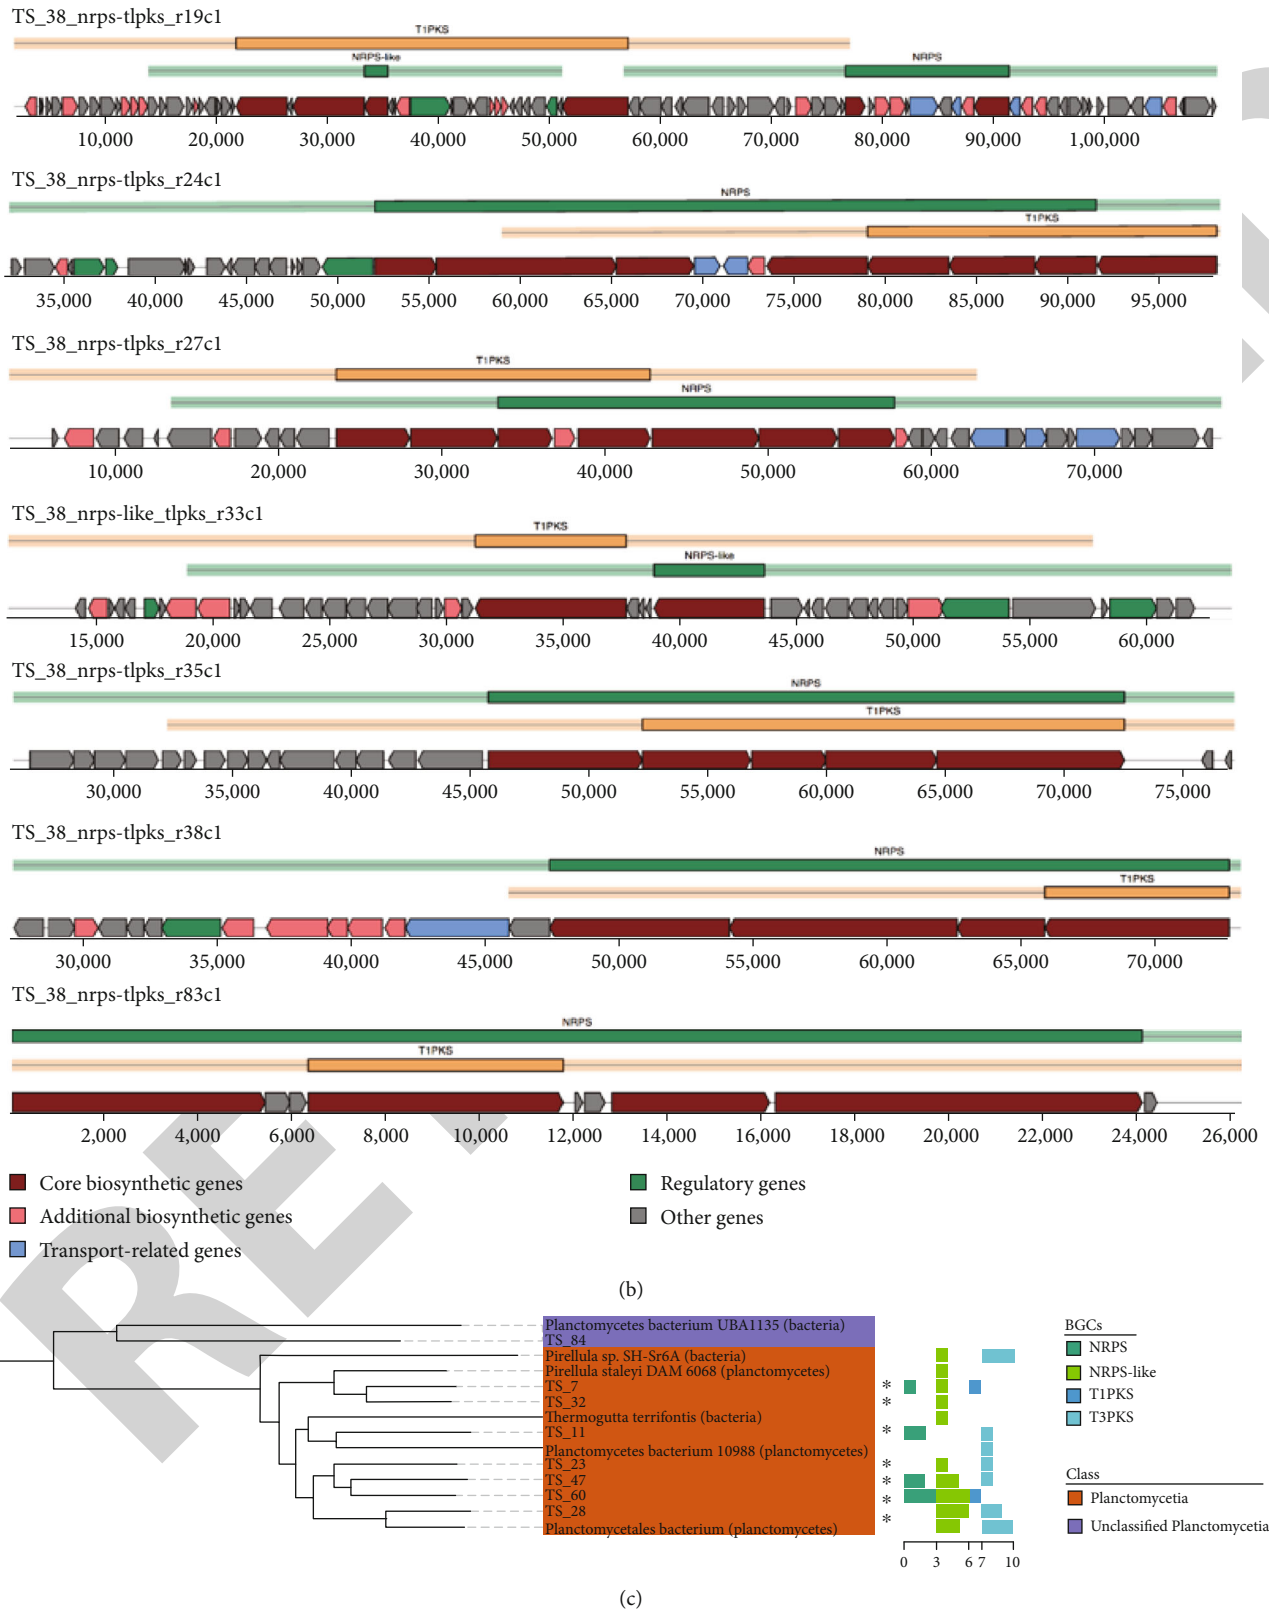 TS_38_nrps-tlpks_r19c1
T1PKS
NRPS-like
NRPS
10,000 20,000 30,000 40,000 50,000 60,000 70,000 80,000 90,000 1,00,000
TS_38_nrps-tlpks_r24c1
NRPS
T1PKS
35,000 40,000 45,000 50,000 55,000 60,000 65,000 70,000 75,000 80,000 85,000 90,000 95,000
TS_38_nrps-tlpks_r27c1
T1PKS
NRPS
10,000 20,000 30,000 40,000 50,000 60,000 70,000
TS_38_nrps-like_tlpks_r33c1
T1PKS
NRPS-like
15,000 20,000 25,000 30,000 35,000 40,000 45,000 50,000 55,000 60,000
TS_38_nrps-tlpks_r35c1
NRPS
T1PKS
30,000 35,000 40,000 45,000 50,000 55,000 60,000 65,000 70,000 75,000
TS_38_nrps-tlpks_r38c1
NRPS
T1PKS
30,000 35,000 40,000 45,000 50,000 55,000 60,000 65,000 70,000
TS_38_nrps-tlpks_r83c1
NRPS
T1PKS
2,000 4,000 6,000 8,000 10,000 12,000 14,000 16,000 18,000 20,000 22,000 24,000 26,000
Core biosynthetic genes
Additional biosynthetic genes
Transport-related genes
Regulatory genes
Other genes
(b)
Planctomycetes bacterium UBA1135 (bacteria)
TS_84
Pirellula sp. SH-Sr6A (bacteria)
Pirellula staleyi DAM 6068 (planctomycetes)
TS_7 *
TS_32 *
Thermogutta terrifontis (bacteria)
TS_11 *
Planctomycetes bacterium 10988 (planctomycetes)
TS_23 *
TS_47 *
TS_60 *
TS_28 *
Planctomycetales bacterium (planctomycetes)
0 3 6 7 10
BGCs
NRPS
NRPS-like
T1PKS
T3PKS
Class
Planctomycetia
Unclassified Planctomycetia
(c)